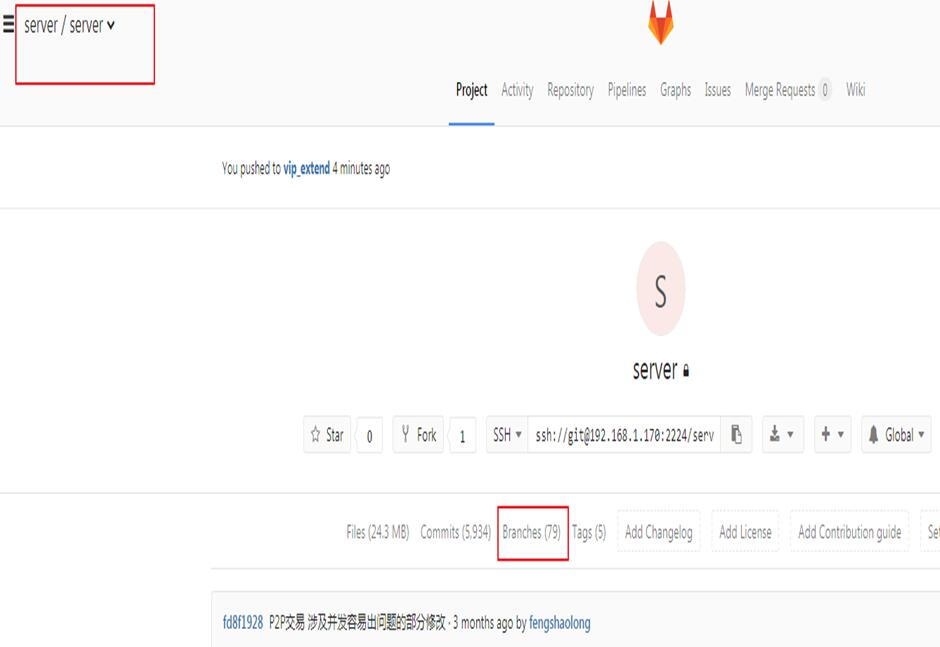 server / server
Project Activity Repository Pipelines Graphs Issues Merge Requests 0 Wiki
You pushed to vip_extend 4 minutes ago
S
server
Star 0 Fork 1 SSH ssh://git@192.168.1.170:2224/serv Global
Files (24.3 MB) Commits (5,934) Branches (79) Tags (5) Add Changelog Add License Add Contribution guide Se
fd8f1928 P2P交易 涉及并发容易出问题的部分修改 · 3 months ago by fengshaolong